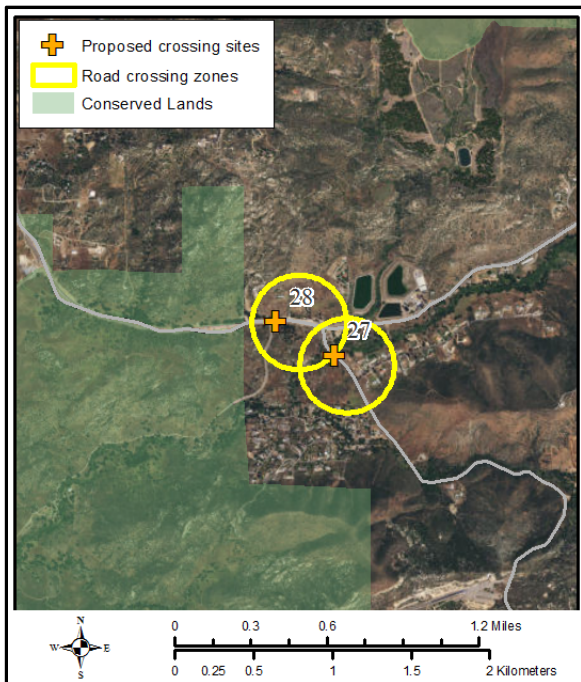 Proposed crossing sites
Road crossing zones
Conserved Lands
28
27
N
W E
S
0 0.3 0.6 1.2 Miles
0 0.25 0.5 1 1.5 2 Kilometers